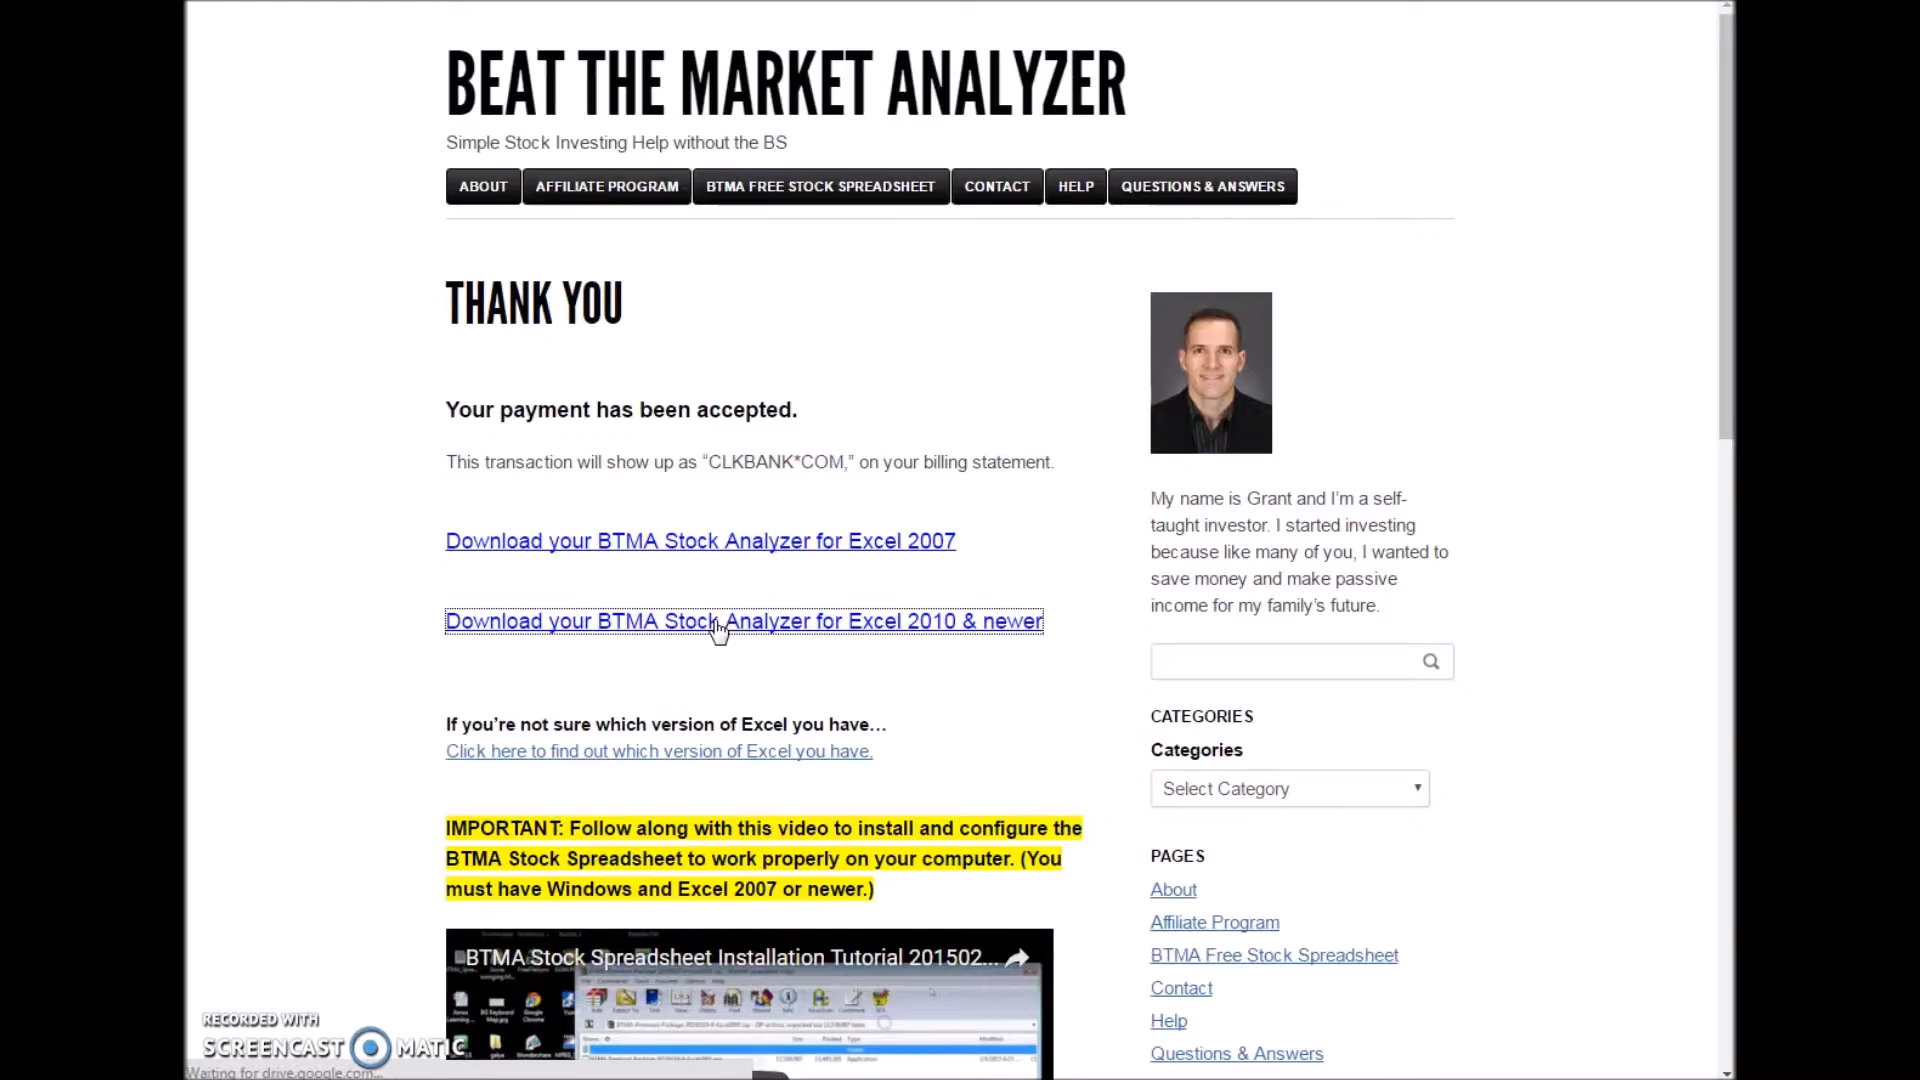 BEAT THE MARKET ANALYZER
Simple Stock Investing Help without the BS
ABOUT
AFFILIATE PROGRAM
BTMA FREE STOCK SPREADSHEET
CONTACT
HELP
QUESTIONS & ANSWERS
THANK YOU
Your payment has been accepted.
This transaction will show up as “CLKBANK*COM,” on your billing statement.
Download your BTMA Stock Analyzer for Excel 2007
Download your BTMA Stock Analyzer for Excel 2010 & newer
If you’re not sure which version of Excel you have…
Click here to find out which version of Excel you have.
IMPORTANT: Follow along with this video to install and configure the
BTMA Stock Spreadsheet to work properly on your computer. (You
must have Windows and Excel 2007 or newer.)
BTMA Stock Spreadsheet Installation Tutorial 201502...
My name is Grant and I’m a self-
taught investor. I started investing
because like many of you, I wanted to
save money and make passive
income for my family’s future.
CATEGORIES
Categories
Select Category
PAGES
About
Affiliate Program
BTMA Free Stock Spreadsheet
Contact
Help
Questions & Answers
RECORDED WITH
SCREENCAST MATIC
Waiting for drive.google.com...